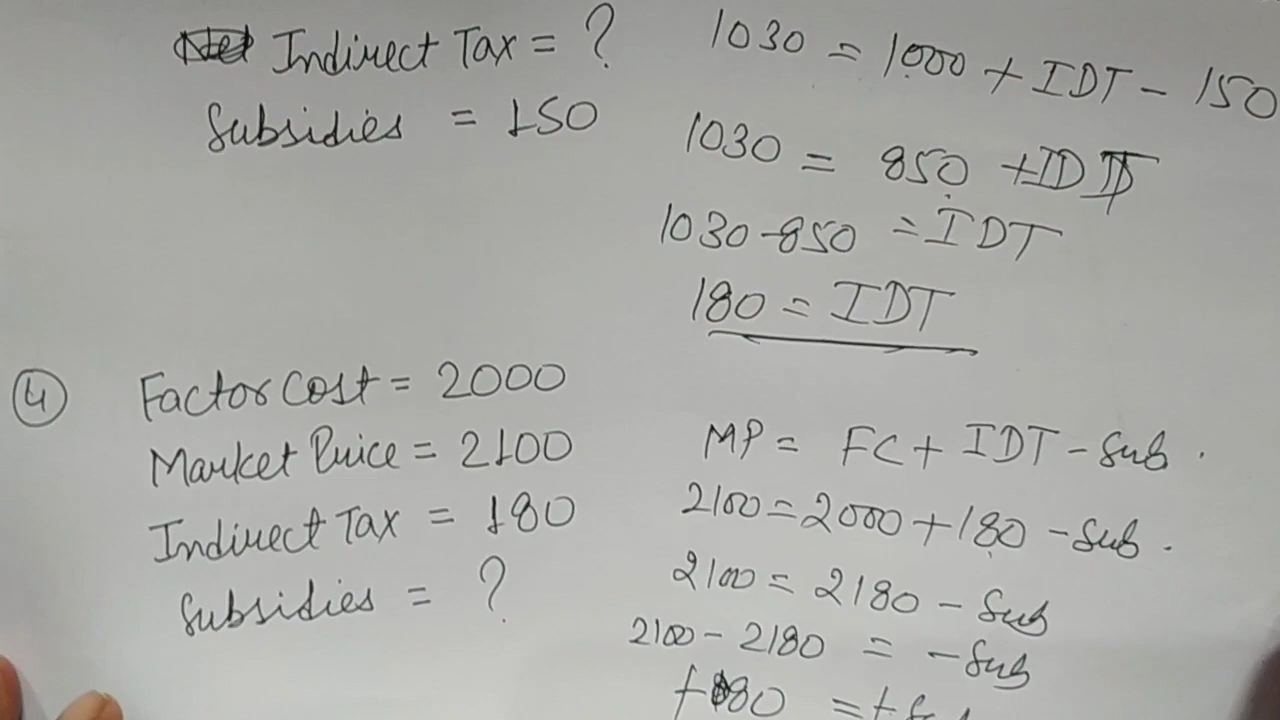 Indirect Tax = ?
Subsidies = 150
1030 = 1000 + IDT - 150
1030 = 850 + IDT
1030 - 850 = IDT
180 = IDT
4 Factor Cost = 2000
Market Price = 2100
Indirect Tax = 180
Subsidies = ?
MP = FC + IDT - Sub.
2100 = 2000 + 180 - Sub.
2100 = 2180 - Sub
2100 - 2180 = - Sub
+80 = +